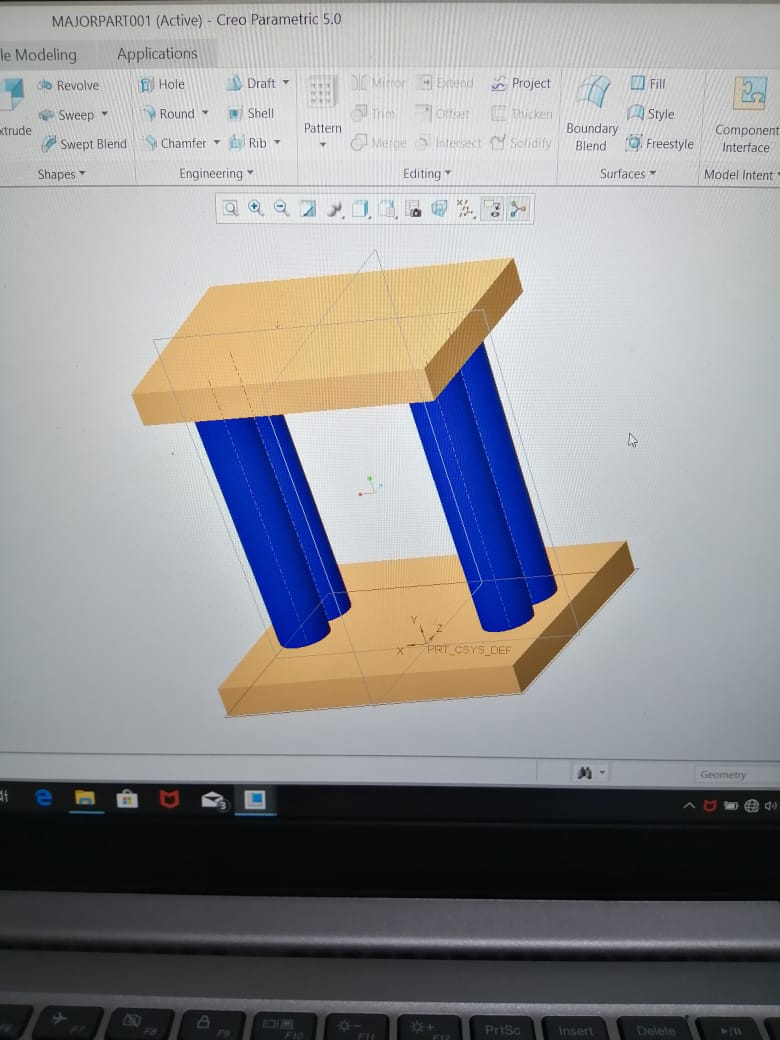 MAJORPART001 (Active) - Creo Parametric 5.0
le Modeling Applications
Revolve Hole Draft Mirror Extend Project Fill
xtrude Sweep Round Shell Pattern Trim Offset Thicken Boundary Blend Style Component Interface
Swept Blend Chamfer Rib Merge Intersect Solidify Freestyle
Shapes Engineering Editing Surfaces Model Intent
Y
Z
X PRT_CSYS_DEF
Geometry
3
F7 F8 F9 F10 F11 F12 PrtSc Insert Delete